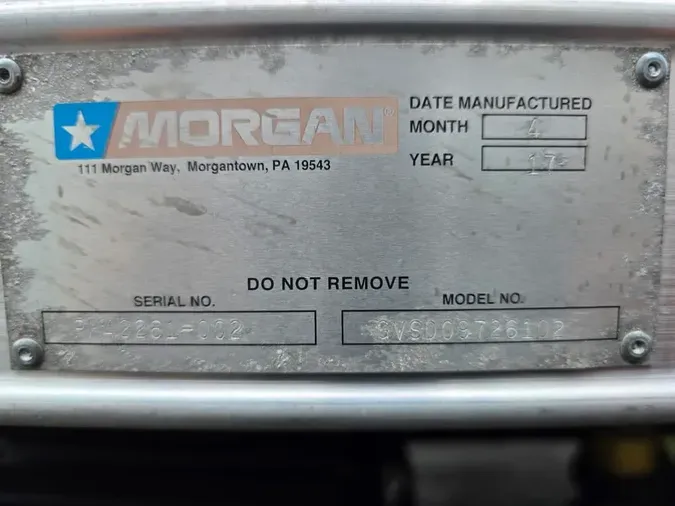 MORGAN®
111 Morgan Way, Morgantown, PA 19543
DATE MANUFACTURED
MONTH 4
YEAR 17
DO NOT REMOVE
SERIAL NO.
MODEL NO.